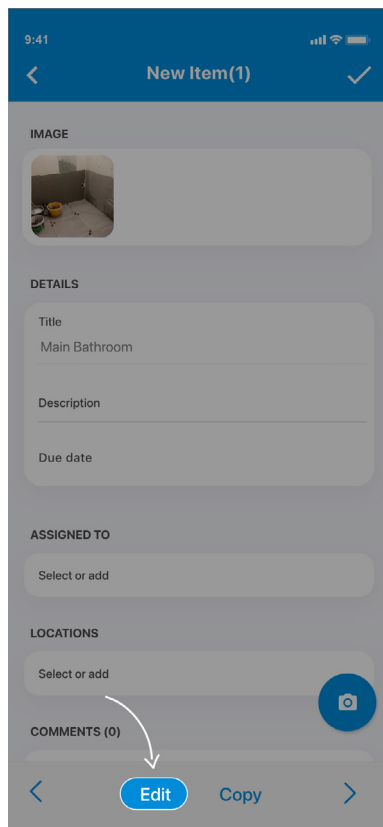 9:41
New Item(1)
IMAGE
DETAILS
Title
Main Bathroom
Description
Due date
ASSIGNED TO
Select or add
LOCATIONS
Select or add
COMMENTS (0)
Edit Copy